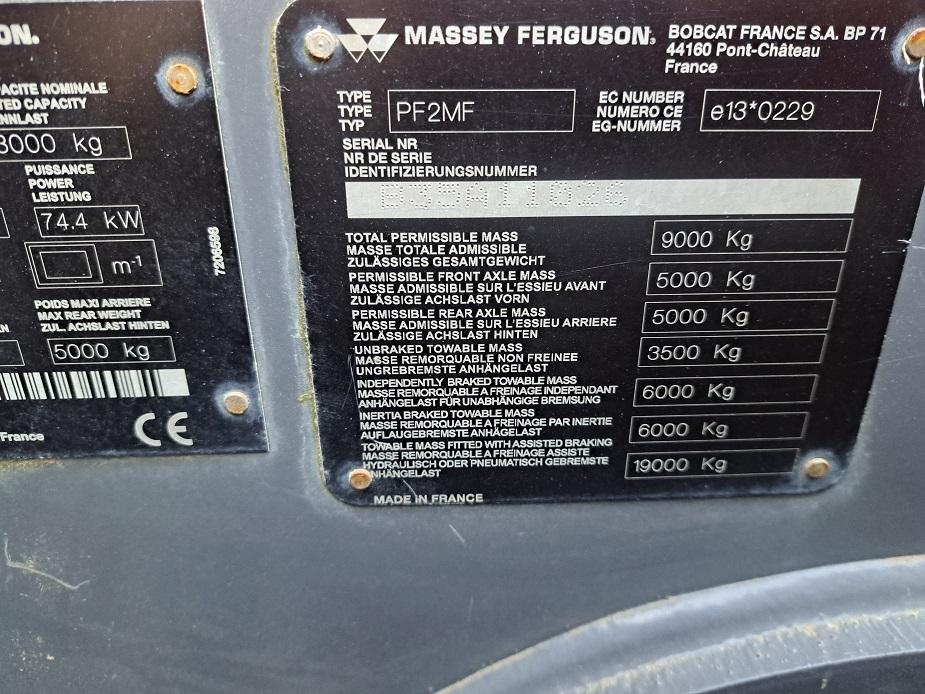 ON.
ACITE NOMINALE
TED CAPACITY
NNLAST
3000 kg
PUISSANCE
POWER
LEISTUNG
74.4 kW
m-1
POIDS MAXI ARRIERE
MAX REAR WEIGHT
ZUL. ACHSLAST HINTEN
EN
5000 kg
France
CE
7206598
MASSEY FERGUSON.
BOBCAT FRANCE S.A. BP 71
44160 Pont-Château
France
TYPE
TYPE
TYP
PF2MF
EC NUMBER
NUMERO CE
EG-NUMMER
e13*0229
SERIAL NR
NR DE SERIE
IDENTIFIZIERUNGSNUMMER
B33A11026
TOTAL PERMISSIBLE MASS
MASSE TOTALE ADMISSIBLE
ZULÄSSIGES GESAMTGEWICHT
9000 Kg
PERMISSIBLE FRONT AXLE MASS
MASSE ADMISSIBLE SUR L'ESSIEU AVANT
ZULÄSSIGE ACHSLAST VORN
5000 Kg
PERMISSIBLE REAR AXLE MASS
MASSE ADMISSIBLE SUR L'ESSIEU ARRIERE
ZULÄSSIGE ACHSLAST HINTEN
5000 Kg
UNBRAKED TOWABLE MASS
MASSE REMORQUABLE NON FREINEE
UNGREBREMSTE ANHÄNGELAST
3500 Kg
INDEPENDENTLY BRAKED TOWABLE MASS
MASSE REMORQUABLE A FREINAGE INDEPENDANT
ANHÄNGELAST FÜR UNABHÄNGIGE BREMSUNG
6000 Kg
INERTIA BRAKED TOWABLE MASS
MASSE REMORQUABLE A FREINAGE PAR INERTIE
AUFLAUGEBREMSTE ANHÄGELAST
6000 Kg
TOWABLE MASS FITTED WITH ASSISTED BRAKING
MASSE REMORQUABLE A FREINAGE ASSISTE
HYDRAULISCH ODER PNEUMATISCH GEBREMSTE
ANHÄNGELAST
19000 Kg
MADE IN FRANCE